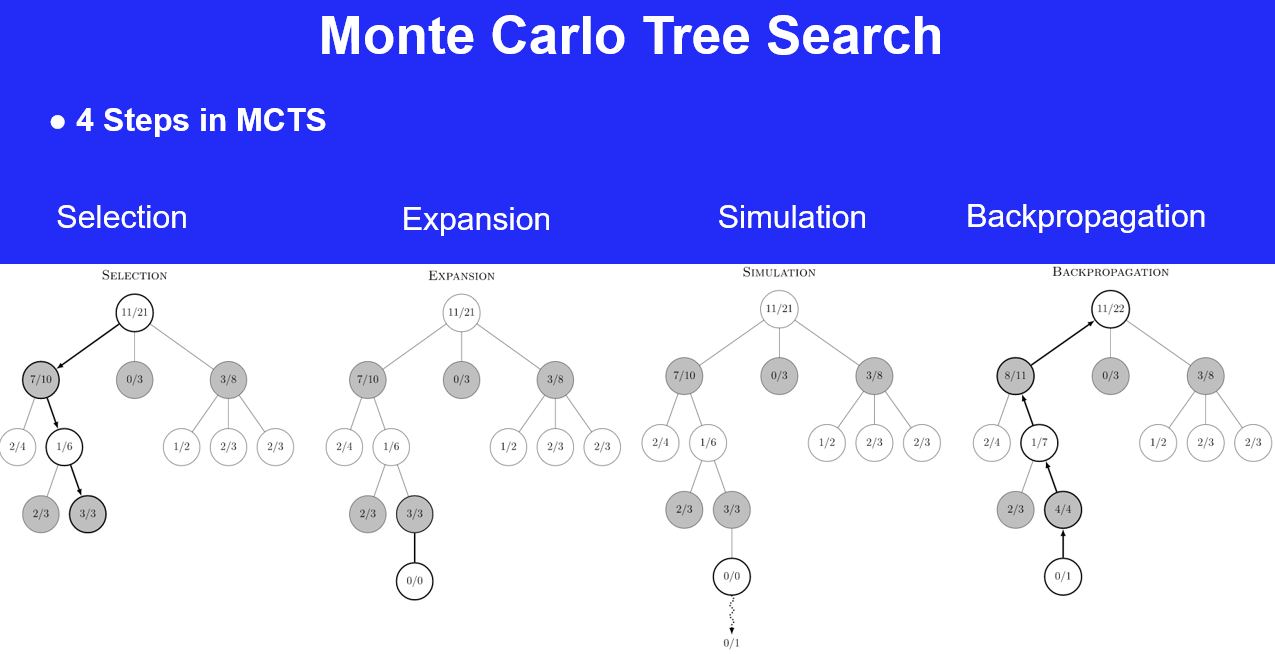 Monte Carlo Tree Search
● 4 Steps in MCTS
Selection Expansion Simulation Backpropagation
SELECTION EXPANSION SIMULATION BACKPROPAGATION
11/21 11/21 11/21 11/22
7/10 0/3 3/8 7/10 0/3 3/8 7/10 0/3 3/8 8/11 0/3 3/8
2/4 1/6 1/2 2/3 2/3 2/4 1/6 1/2 2/3 2/3 2/4 1/6 1/2 2/3 2/3 2/4 1/7 1/2 2/3 2/3
2/3 3/3 2/3 3/3 2/3 3/3 2/3 4/4
0/0 0/0 0/1
0/1